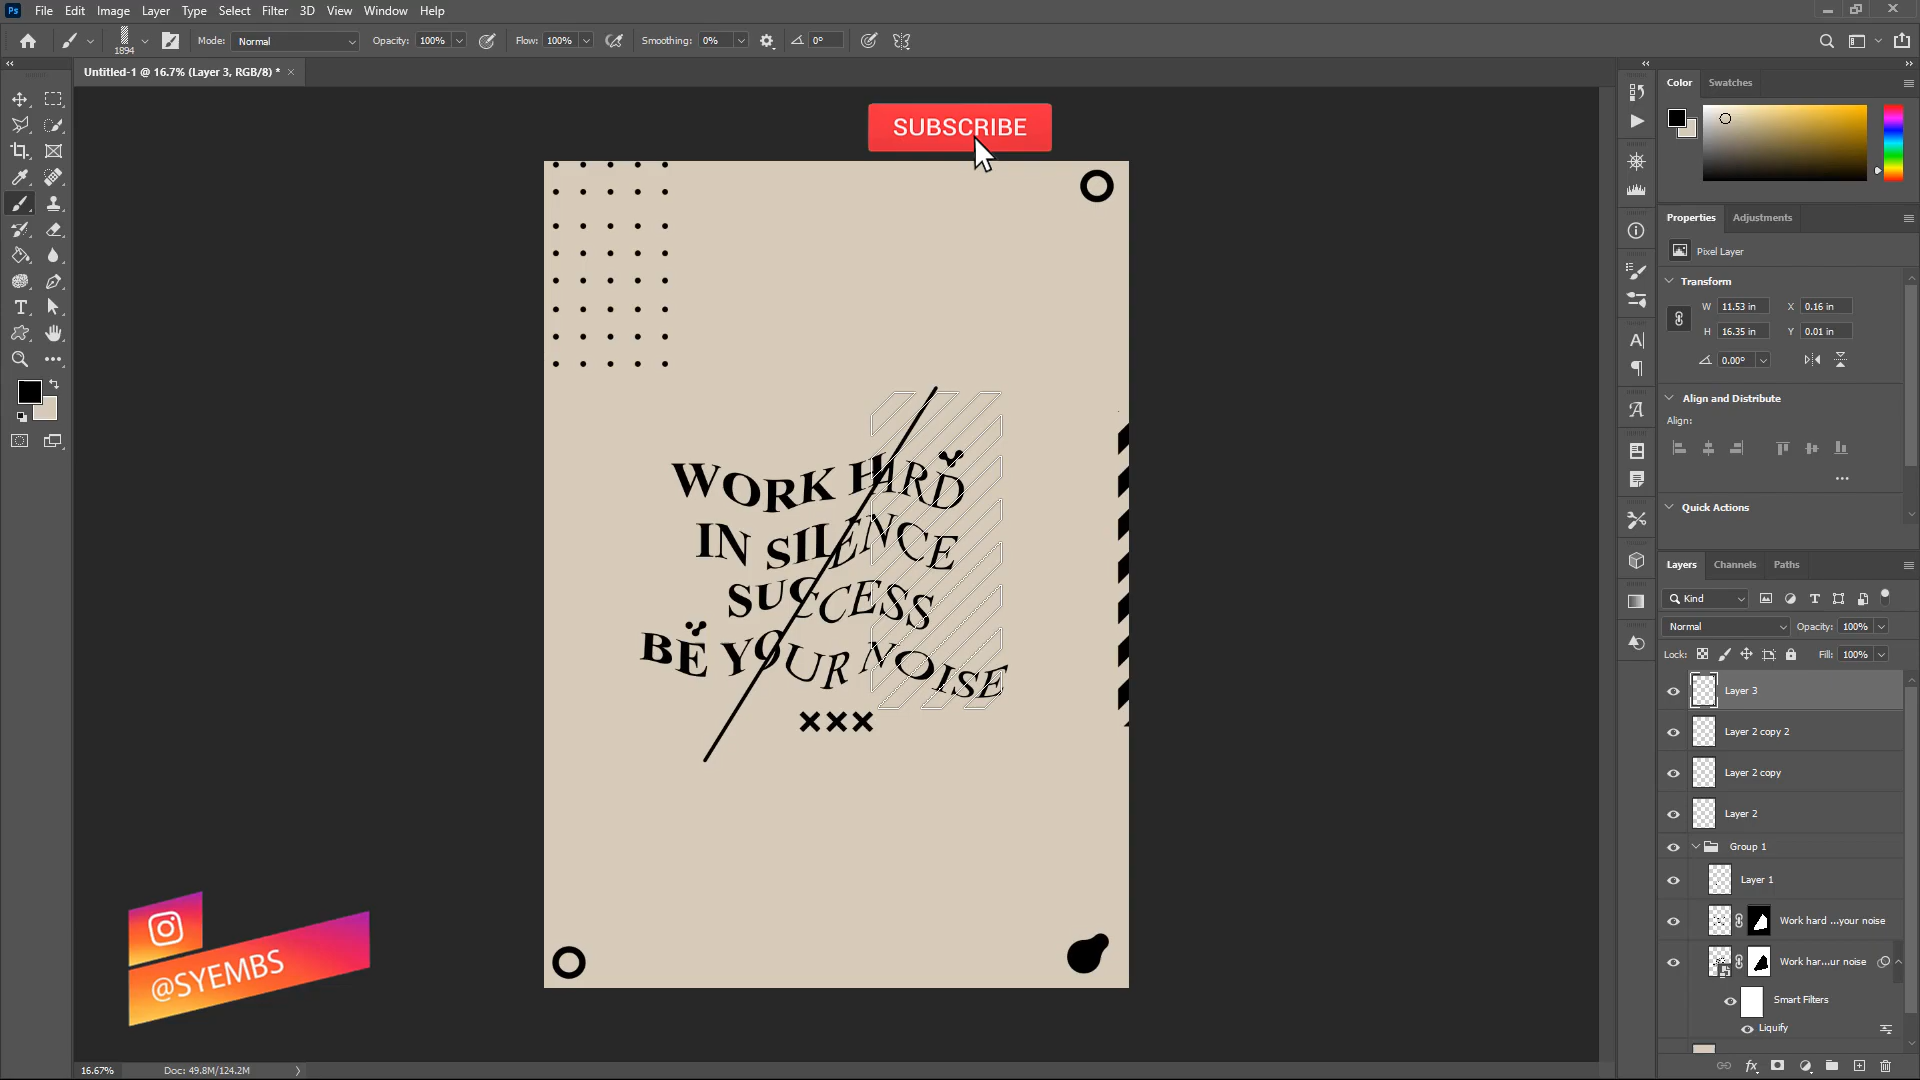 Ps File Edit Image Layer Type Select Filter 3D View Window Help
1894 Mode: Normal Opacity: 100% Flow: 100% Smoothing: 0% 0°
Untitled-1 @ 16.7% (Layer 3, RGB/8) * ×
SUBSCRIBE
WORK HARD
IN SILENCE
SUCCESS
BE YOUR NOISE
×××
@SYEMBS
16.67% Doc: 49.8M/124.2M
Color Swatches
Properties Adjustments
Pixel Layer
Transform
W 11.53 in X 0.16 in
H 16.35 in Y 0.01 in
0.00°
Align and Distribute
Align:
Quick Actions
Layers Channels Paths
Kind
Normal Opacity: 100%
Lock: Fill: 100%
Layer 3
Layer 2 copy 2
Layer 2 copy
Layer 2
Group 1
Layer 1
Work hard ...your noise
Work har...ur noise
Smart Filters
Liquify